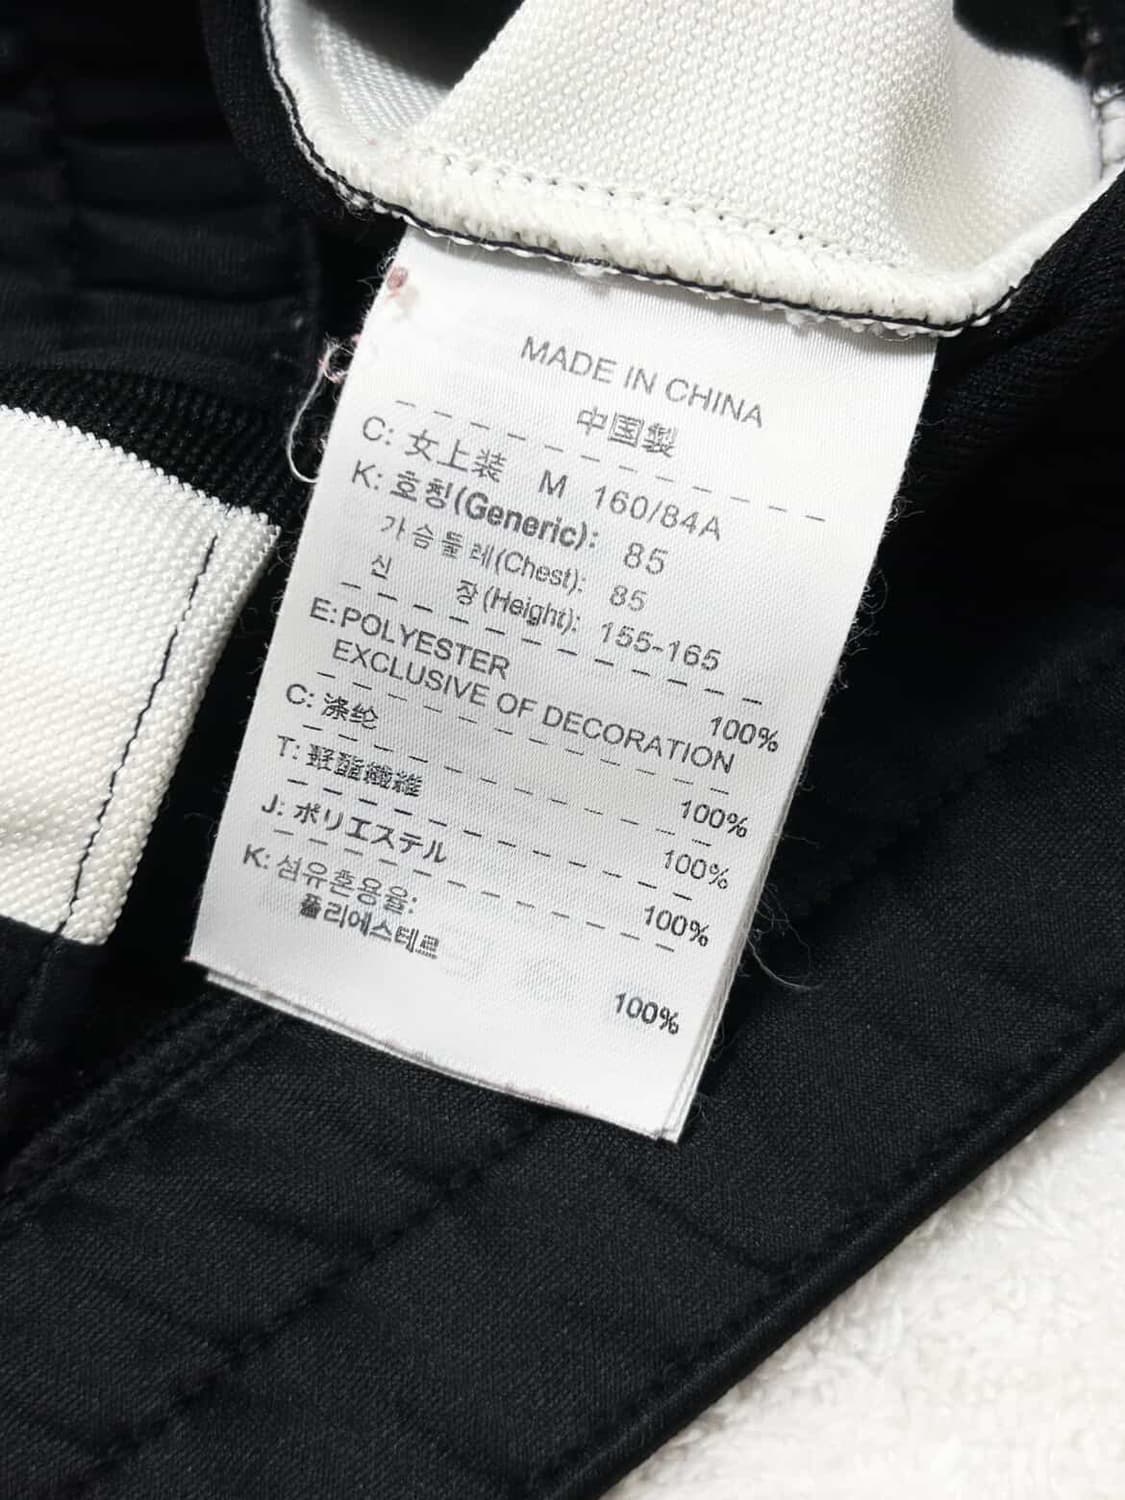 MADE IN CHINA
中国製
C: 女上装 M 160/84A
K: 호칭(Generic): 85
가슴둘레(Chest): 85
신 장(Height): 155-165
E:POLYESTER 100%
EXCLUSIVE OF DECORATION
C: 涤纶 100%
T: 聚酯纖維 100%
J: ポリエステル 100%
K: 섬유혼용율:
폴리에스테르 100%